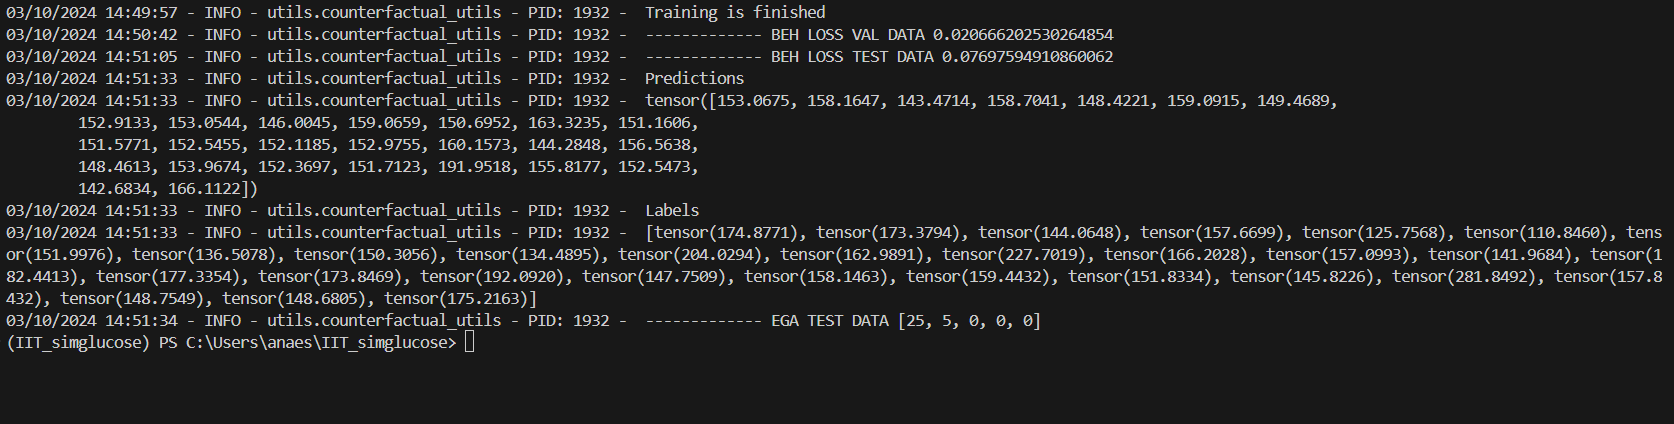 03/10/2024 14:49:57 - INFO - utils.counterfactual_utils - PID: 1932 -  Training is finished
03/10/2024 14:50:42 - INFO - utils.counterfactual_utils - PID: 1932 -  ------------- BEH LOSS VAL DATA 0.020666202530264854
03/10/2024 14:51:05 - INFO - utils.counterfactual_utils - PID: 1932 -  ------------- BEH LOSS TEST DATA 0.07697594910860062
03/10/2024 14:51:33 - INFO - utils.counterfactual_utils - PID: 1932 -  Predictions
03/10/2024 14:51:33 - INFO - utils.counterfactual_utils - PID: 1932 -  tensor([153.0675, 158.1647, 143.4714, 158.7041, 148.4221, 159.0915, 149.4689,
152.9133, 153.0544, 146.0045, 159.0659, 150.6952, 163.3235, 151.1606,
151.5771, 152.5455, 152.1185, 152.9755, 160.1573, 144.2848, 156.5638,
148.4613, 153.9674, 152.3697, 151.7123, 191.9518, 155.8177, 152.5473,
142.6834, 166.1122])
03/10/2024 14:51:33 - INFO - utils.counterfactual_utils - PID: 1932 -  Labels
03/10/2024 14:51:33 - INFO - utils.counterfactual_utils - PID: 1932 -  [tensor(174.8771), tensor(173.3794), tensor(144.0648), tensor(157.6699), tensor(125.7568), tensor(110.8460), tens
or(151.9976), tensor(136.5078), tensor(150.3056), tensor(134.4895), tensor(204.0294), tensor(162.9891), tensor(227.7019), tensor(166.2028), tensor(157.0993), tensor(141.9684), tensor(1
82.4413), tensor(177.3354), tensor(173.8469), tensor(192.0920), tensor(147.7509), tensor(158.1463), tensor(159.4432), tensor(151.8334), tensor(145.8226), tensor(281.8492), tensor(157.8
432), tensor(148.7549), tensor(148.6805), tensor(175.2163)]
03/10/2024 14:51:34 - INFO - utils.counterfactual_utils - PID: 1932 -  ------------- EGA TEST DATA [25, 5, 0, 0, 0]
(IIT_simglucose) PS C:\Users\anaes\IIT_simglucose>